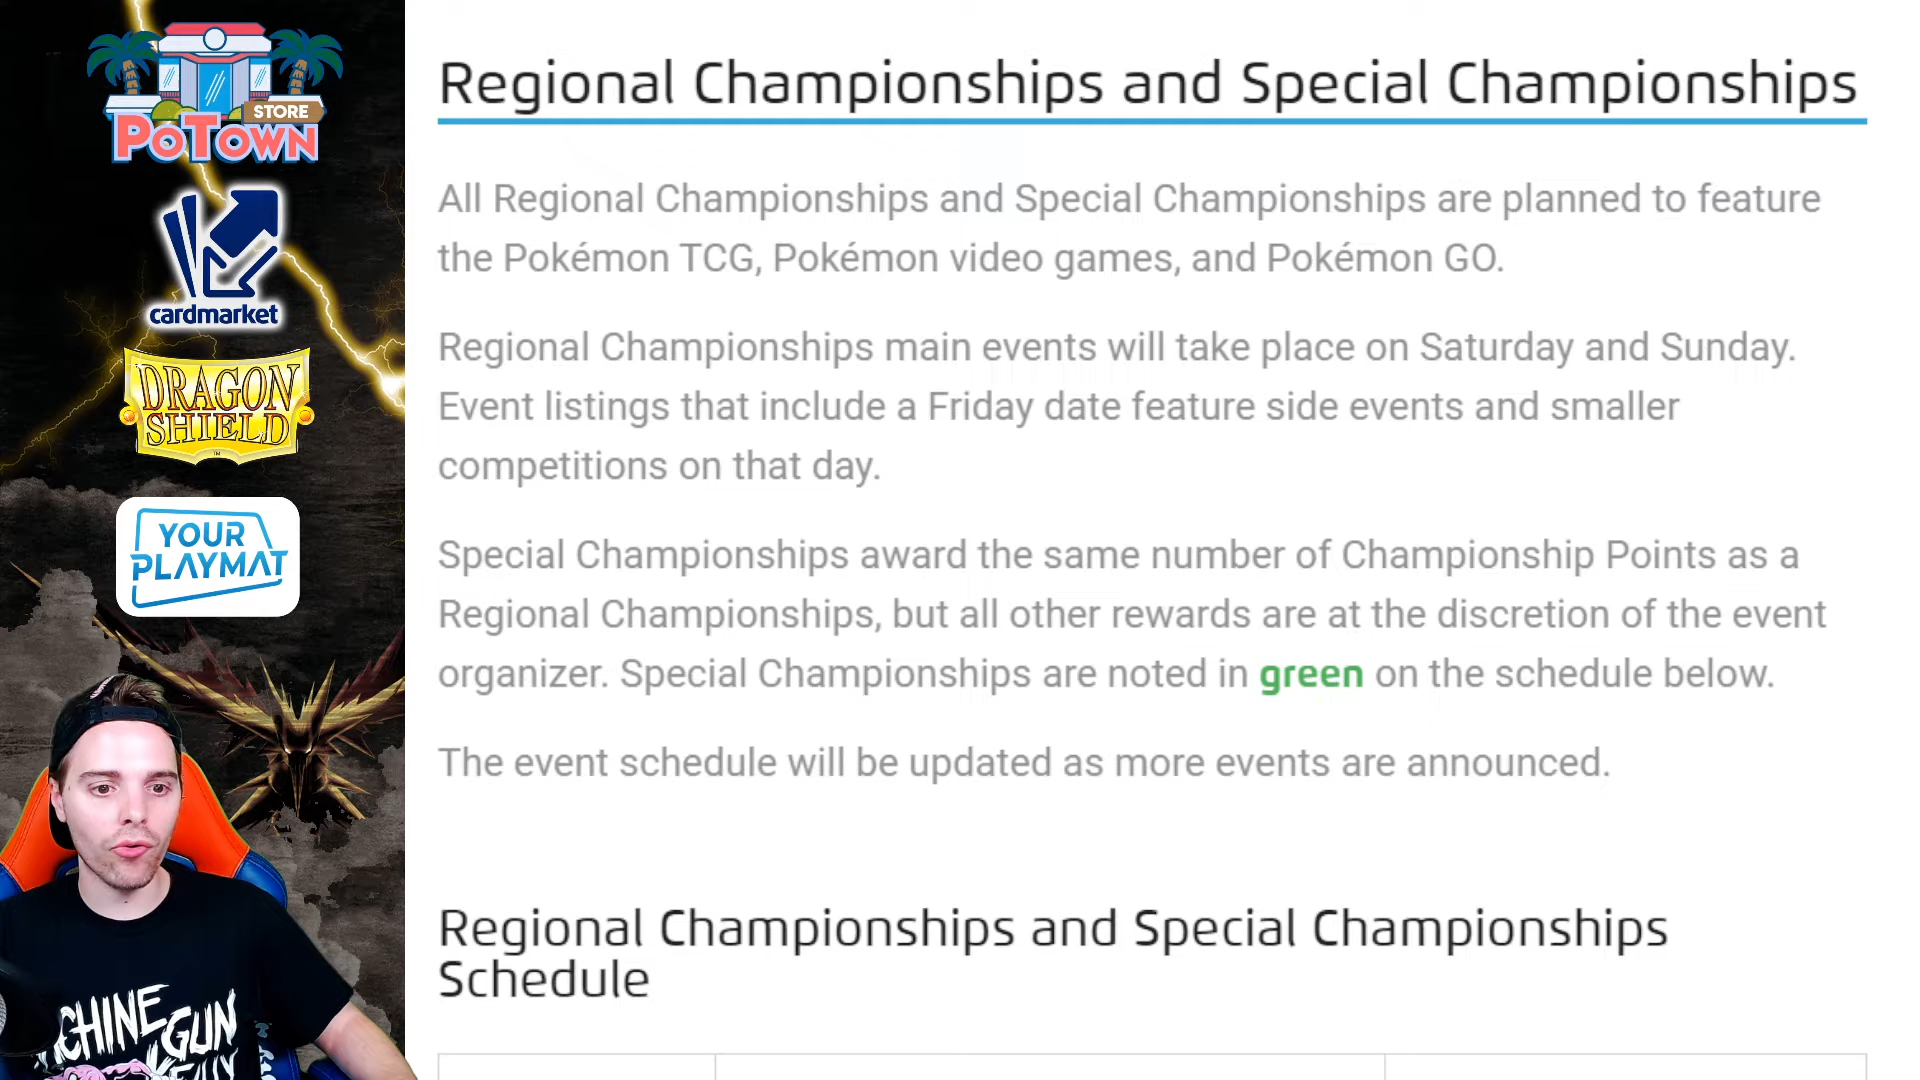 STORE
POTOWN
cardmarket
DRAGON
SHIELD
TM
YOUR
PLAYMAT
Regional Championships and Special Championships
All Regional Championships and Special Championships are planned to feature
the Pokémon TCG, Pokémon video games, and Pokémon GO.
Regional Championships main events will take place on Saturday and Sunday.
Event listings that include a Friday date feature side events and smaller
competitions on that day.
Special Championships award the same number of Championship Points as a
Regional Championships, but all other rewards are at the discretion of the event
organizer. Special Championships are noted in green on the schedule below.
The event schedule will be updated as more events are announced.
Regional Championships and Special Championships
Schedule
CHINE GUN